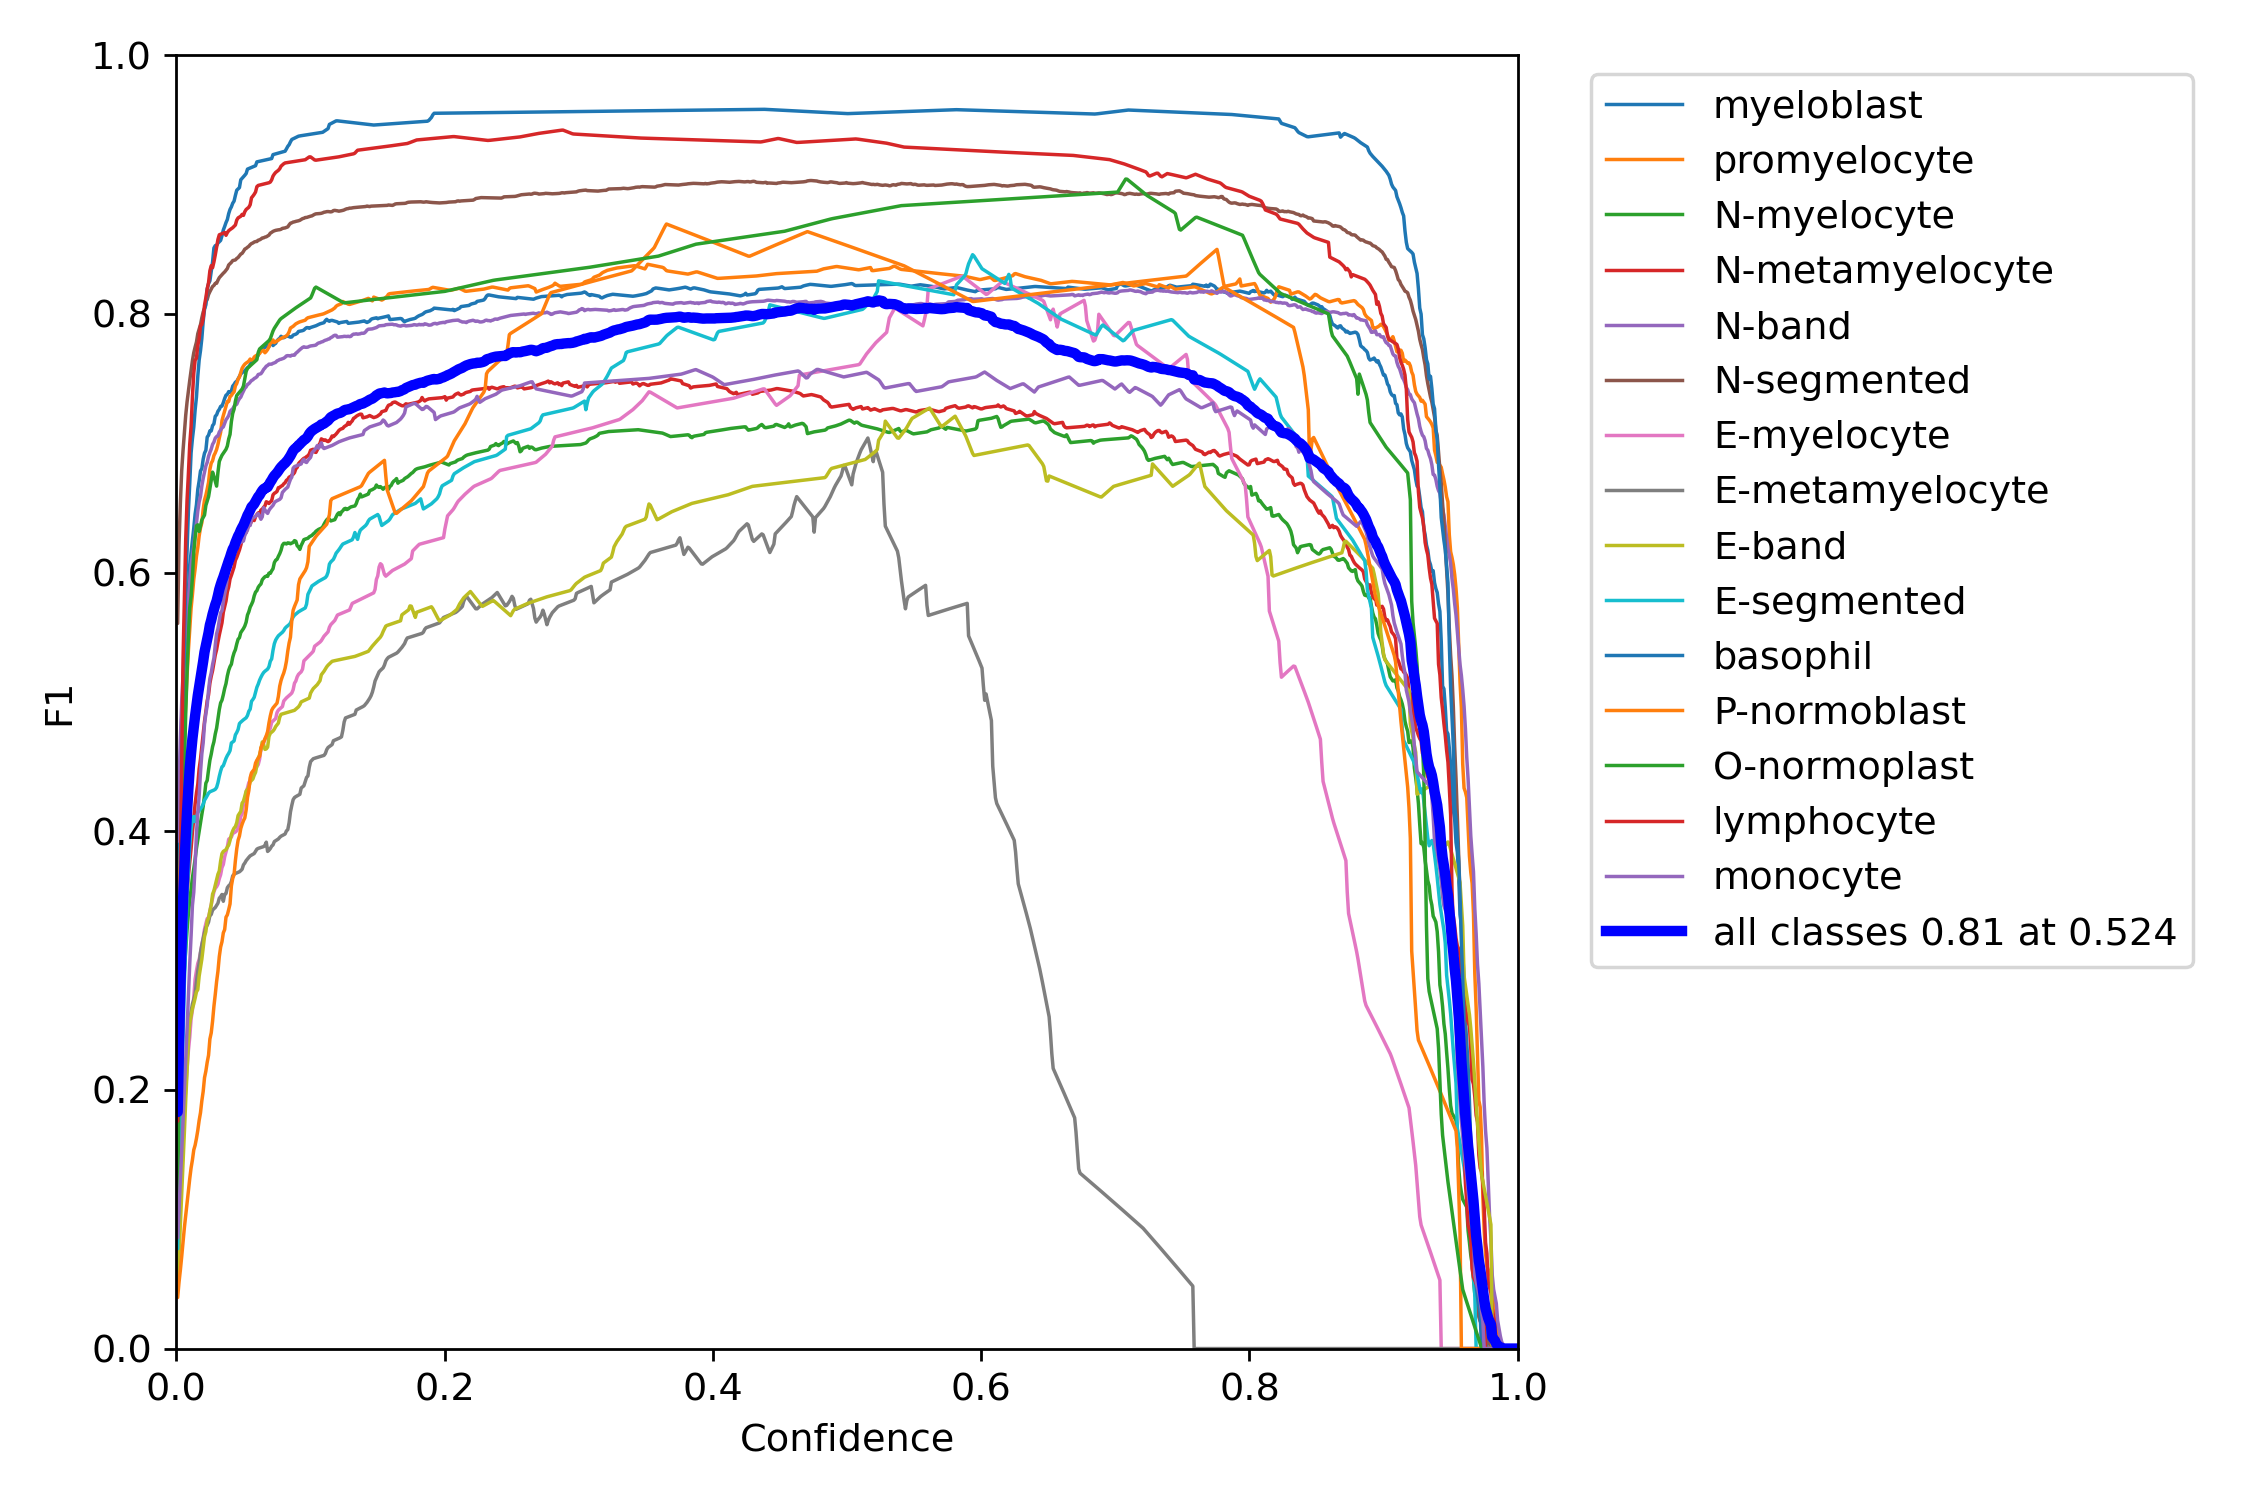 1.0
0.8
0.6
0.4
0.2
0.0
F1
0.0 0.2 0.4 0.6 0.8 1.0
Confidence
myeloblast
promyelocyte
N-myelocyte
N-metamyelocyte
N-band
N-segmented
E-myelocyte
E-metamyelocyte
E-band
E-segmented
basophil
P-normoblast
O-normoplast
lymphocyte
monocyte
all classes 0.81 at 0.524